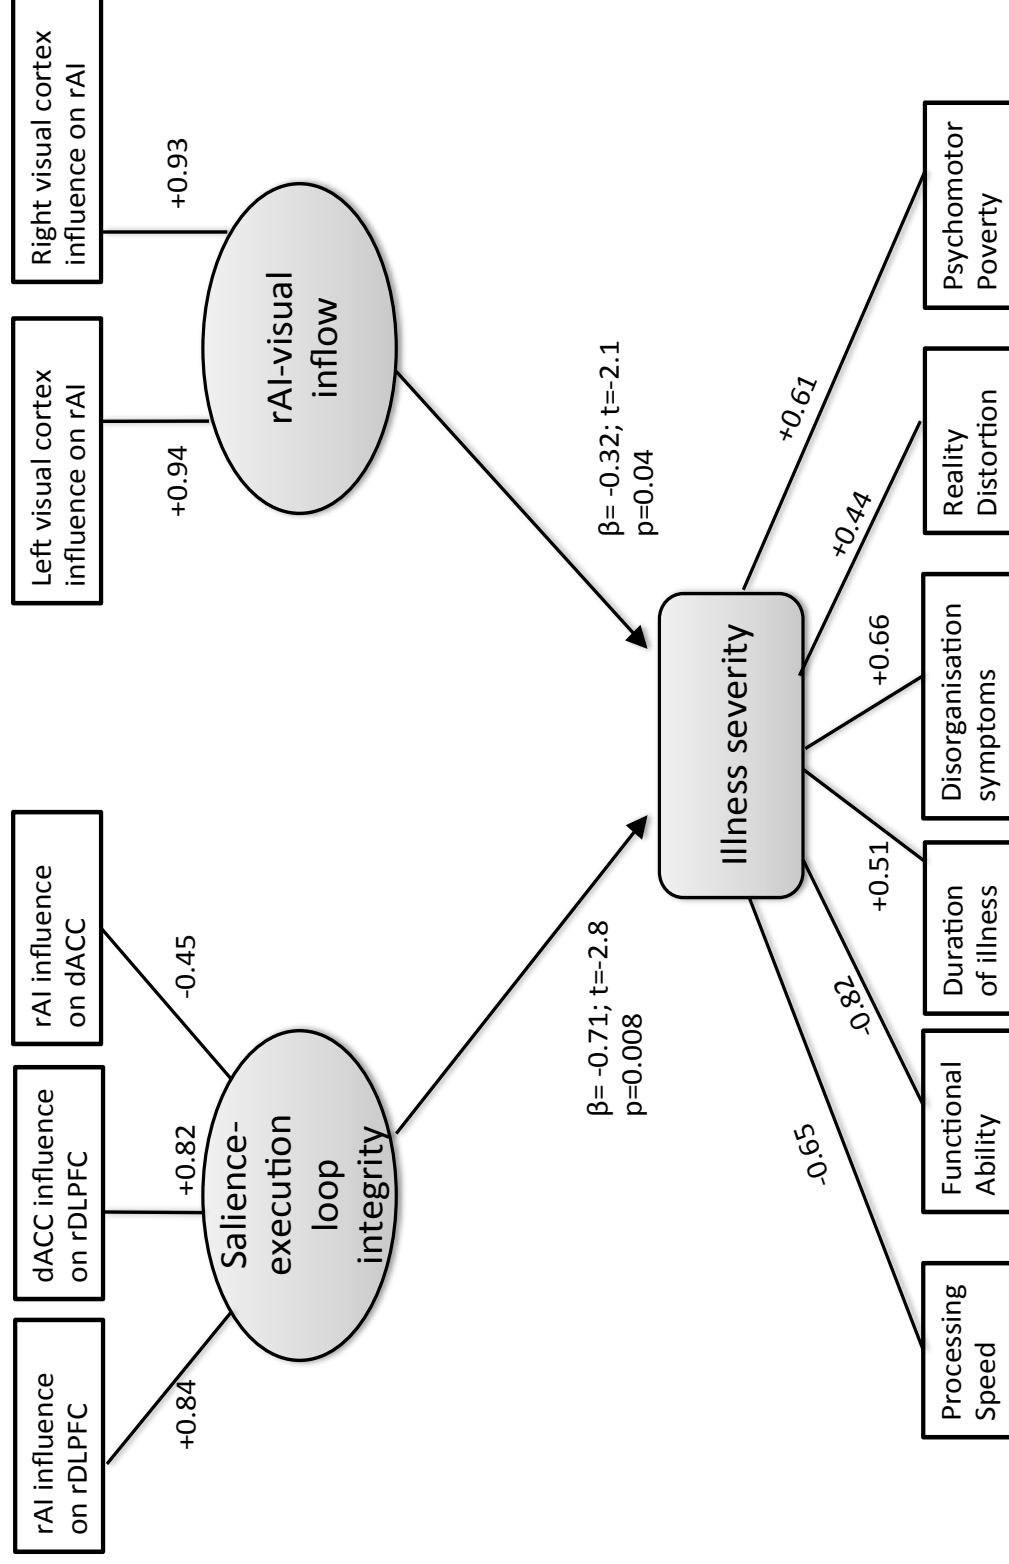 rAI influence
on rDLPFC
dACC influence
on rDLPFC
rAI influence
on dACC
Left visual cortex
influence on rAI
Right visual cortex
influence on rAI
+0.84
+0.82
-0.45
+0.94
+0.93
Salience-
execution
loop
integrity
rAI-visual
inflow
β= -0.71; t=-2.8
p=0.008
β= -0.32; t=-2.1
p=0.04
Illness severity
-0.65
-0.82
+0.51
+0.66
+0.44
+0.61
Processing
Speed
Functional
Ability
Duration
of illness
Disorganisation
symptoms
Reality
Distortion
Psychomotor
Poverty